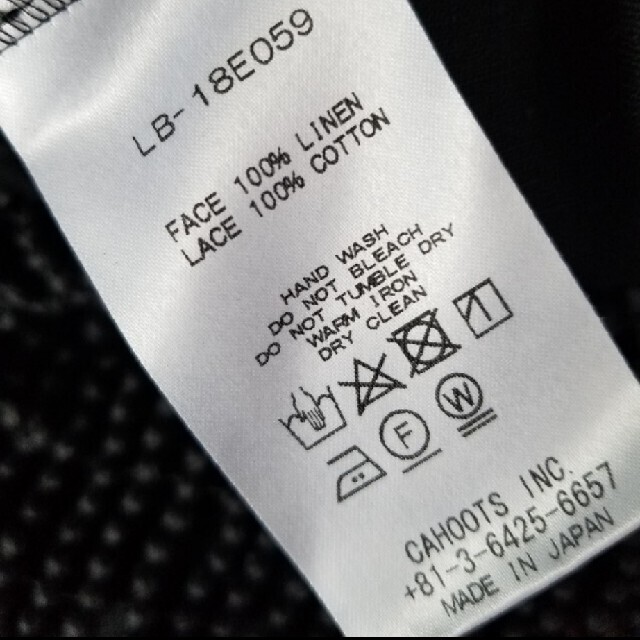 LB-18E059
FACE 100% LINEN
LACE 100% COTTON
HAND WASH
DO NOT BLEACH
DO NOT TUMBLE DRY
WARM IRON
DRY CLEAN
F
W
CAHOOTS INC.
+81-3-6425-6657
MADE IN JAPAN